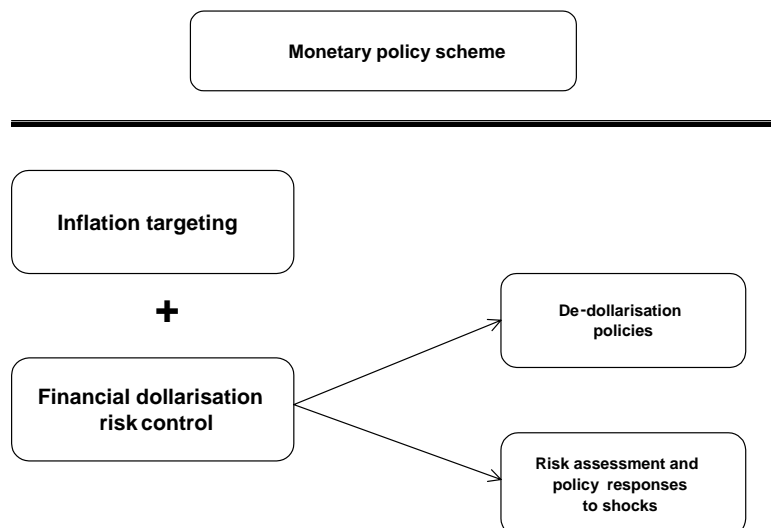 Monetary policy scheme
Inflation targeting
+
Financial dollarisation
risk control
De-dollarisation
policies
Risk assessment and
policy responses
to shocks